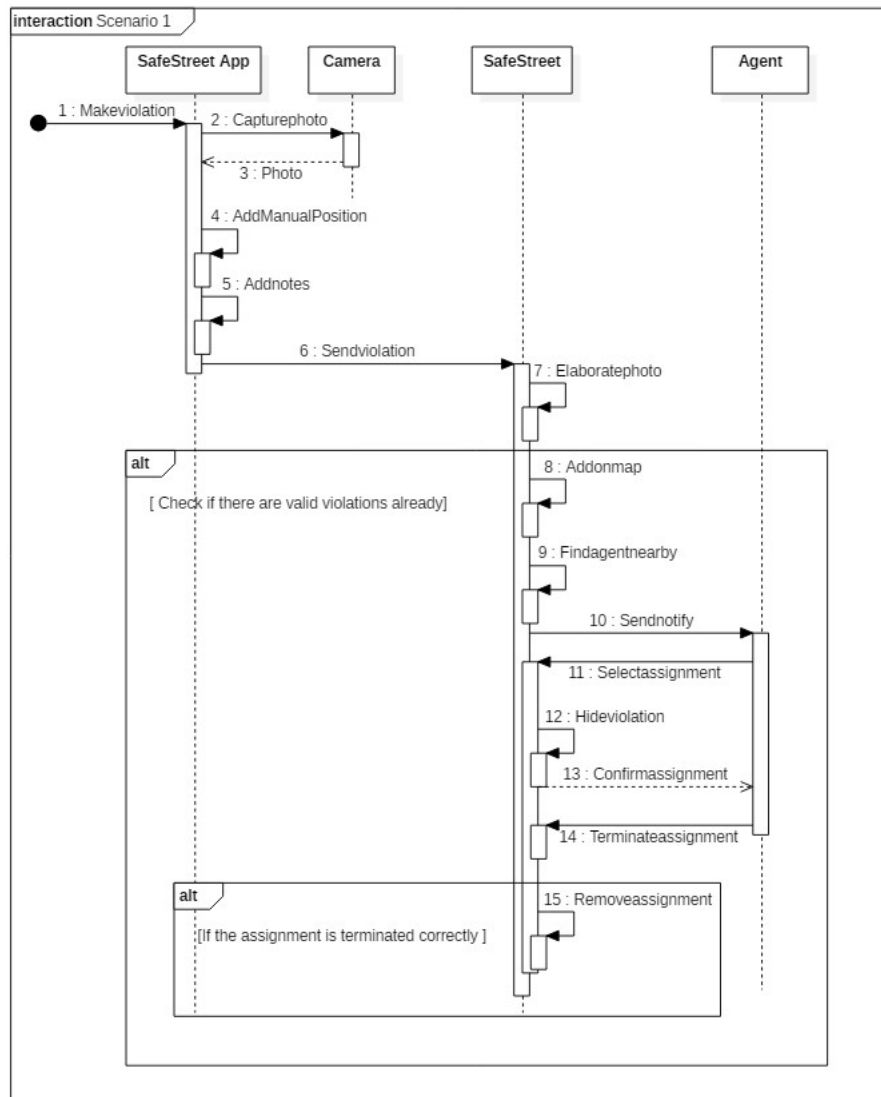 interaction Scenario 1
SafeStreet App
Camera
SafeStreet
Agent
1 : Makeviolation
2 : Capturephoto
3 : Photo
4 : AddManualPosition
5 : Addnotes
6 : Sendviolation
7 : Elaboratephoto
alt
8 : Addonmap
[ Check if there are valid violations already]
9 : Findagentnearby
10 : Sendnotify
11 : Selectassignment
12 : Hideviolation
13 : Confirmassignment
14 : Terminateassignment
alt
15 : Removeassignment
[If the assignment is terminated correctly ]